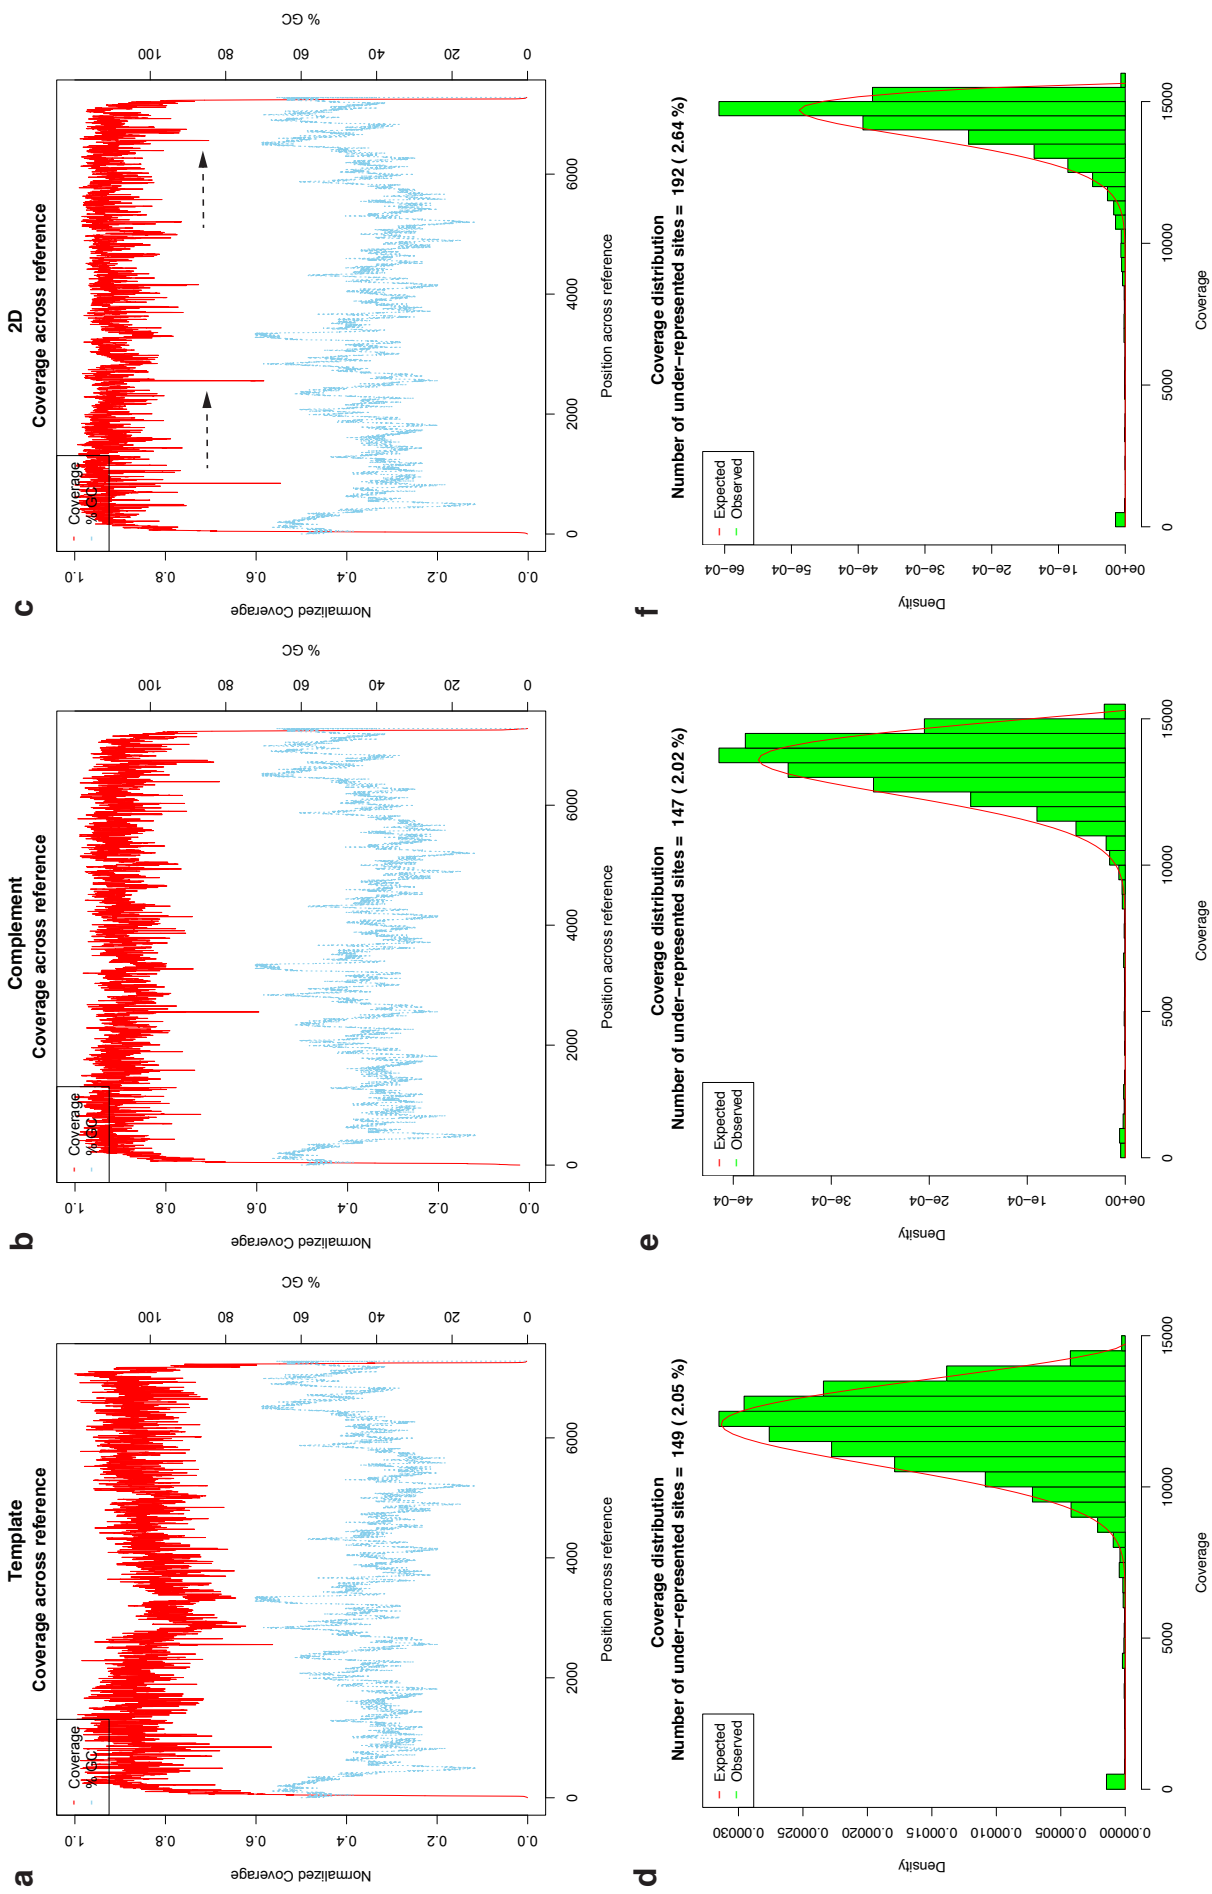 a
Template
Coverage across reference
Coverage
% GC
Normalized Coverage
0.0 0.2 0.4 0.6 0.8 1.0
% GC
0 20 40 60 80 100
0 2000 4000 6000
Position across reference
b
Complement
Coverage across reference
Coverage
% GC
Normalized Coverage
0.0 0.2 0.4 0.6 0.8 1.0
% GC
0 20 40 60 80 100
0 2000 4000 6000
Position across reference
c
2D
Coverage across reference
Coverage
% GC
Normalized Coverage
0.0 0.2 0.4 0.6 0.8 1.0
% GC
0 20 40 60 80 100
0 2000 4000 6000
Position across reference
d
Coverage distribution
Number of under−represented sites = 149 ( 2.05 %)
Expected
Observed
Density
0.00000 0.00005 0.00010 0.00015 0.00020 0.00025 0.00030
0 5000 10000 15000
Coverage
e
Coverage distribution
Number of under−represented sites = 147 ( 2.02 %)
Expected
Observed
Density
0e+00 1e−04 2e−04 3e−04 4e−04
0 5000 10000 15000
Coverage
f
Coverage distribution
Number of under−represented sites = 192 ( 2.64 %)
Expected
Observed
Density
0e+00 1e−04 2e−04 3e−04 4e−04 5e−04 6e−04
0 5000 10000 15000
Coverage